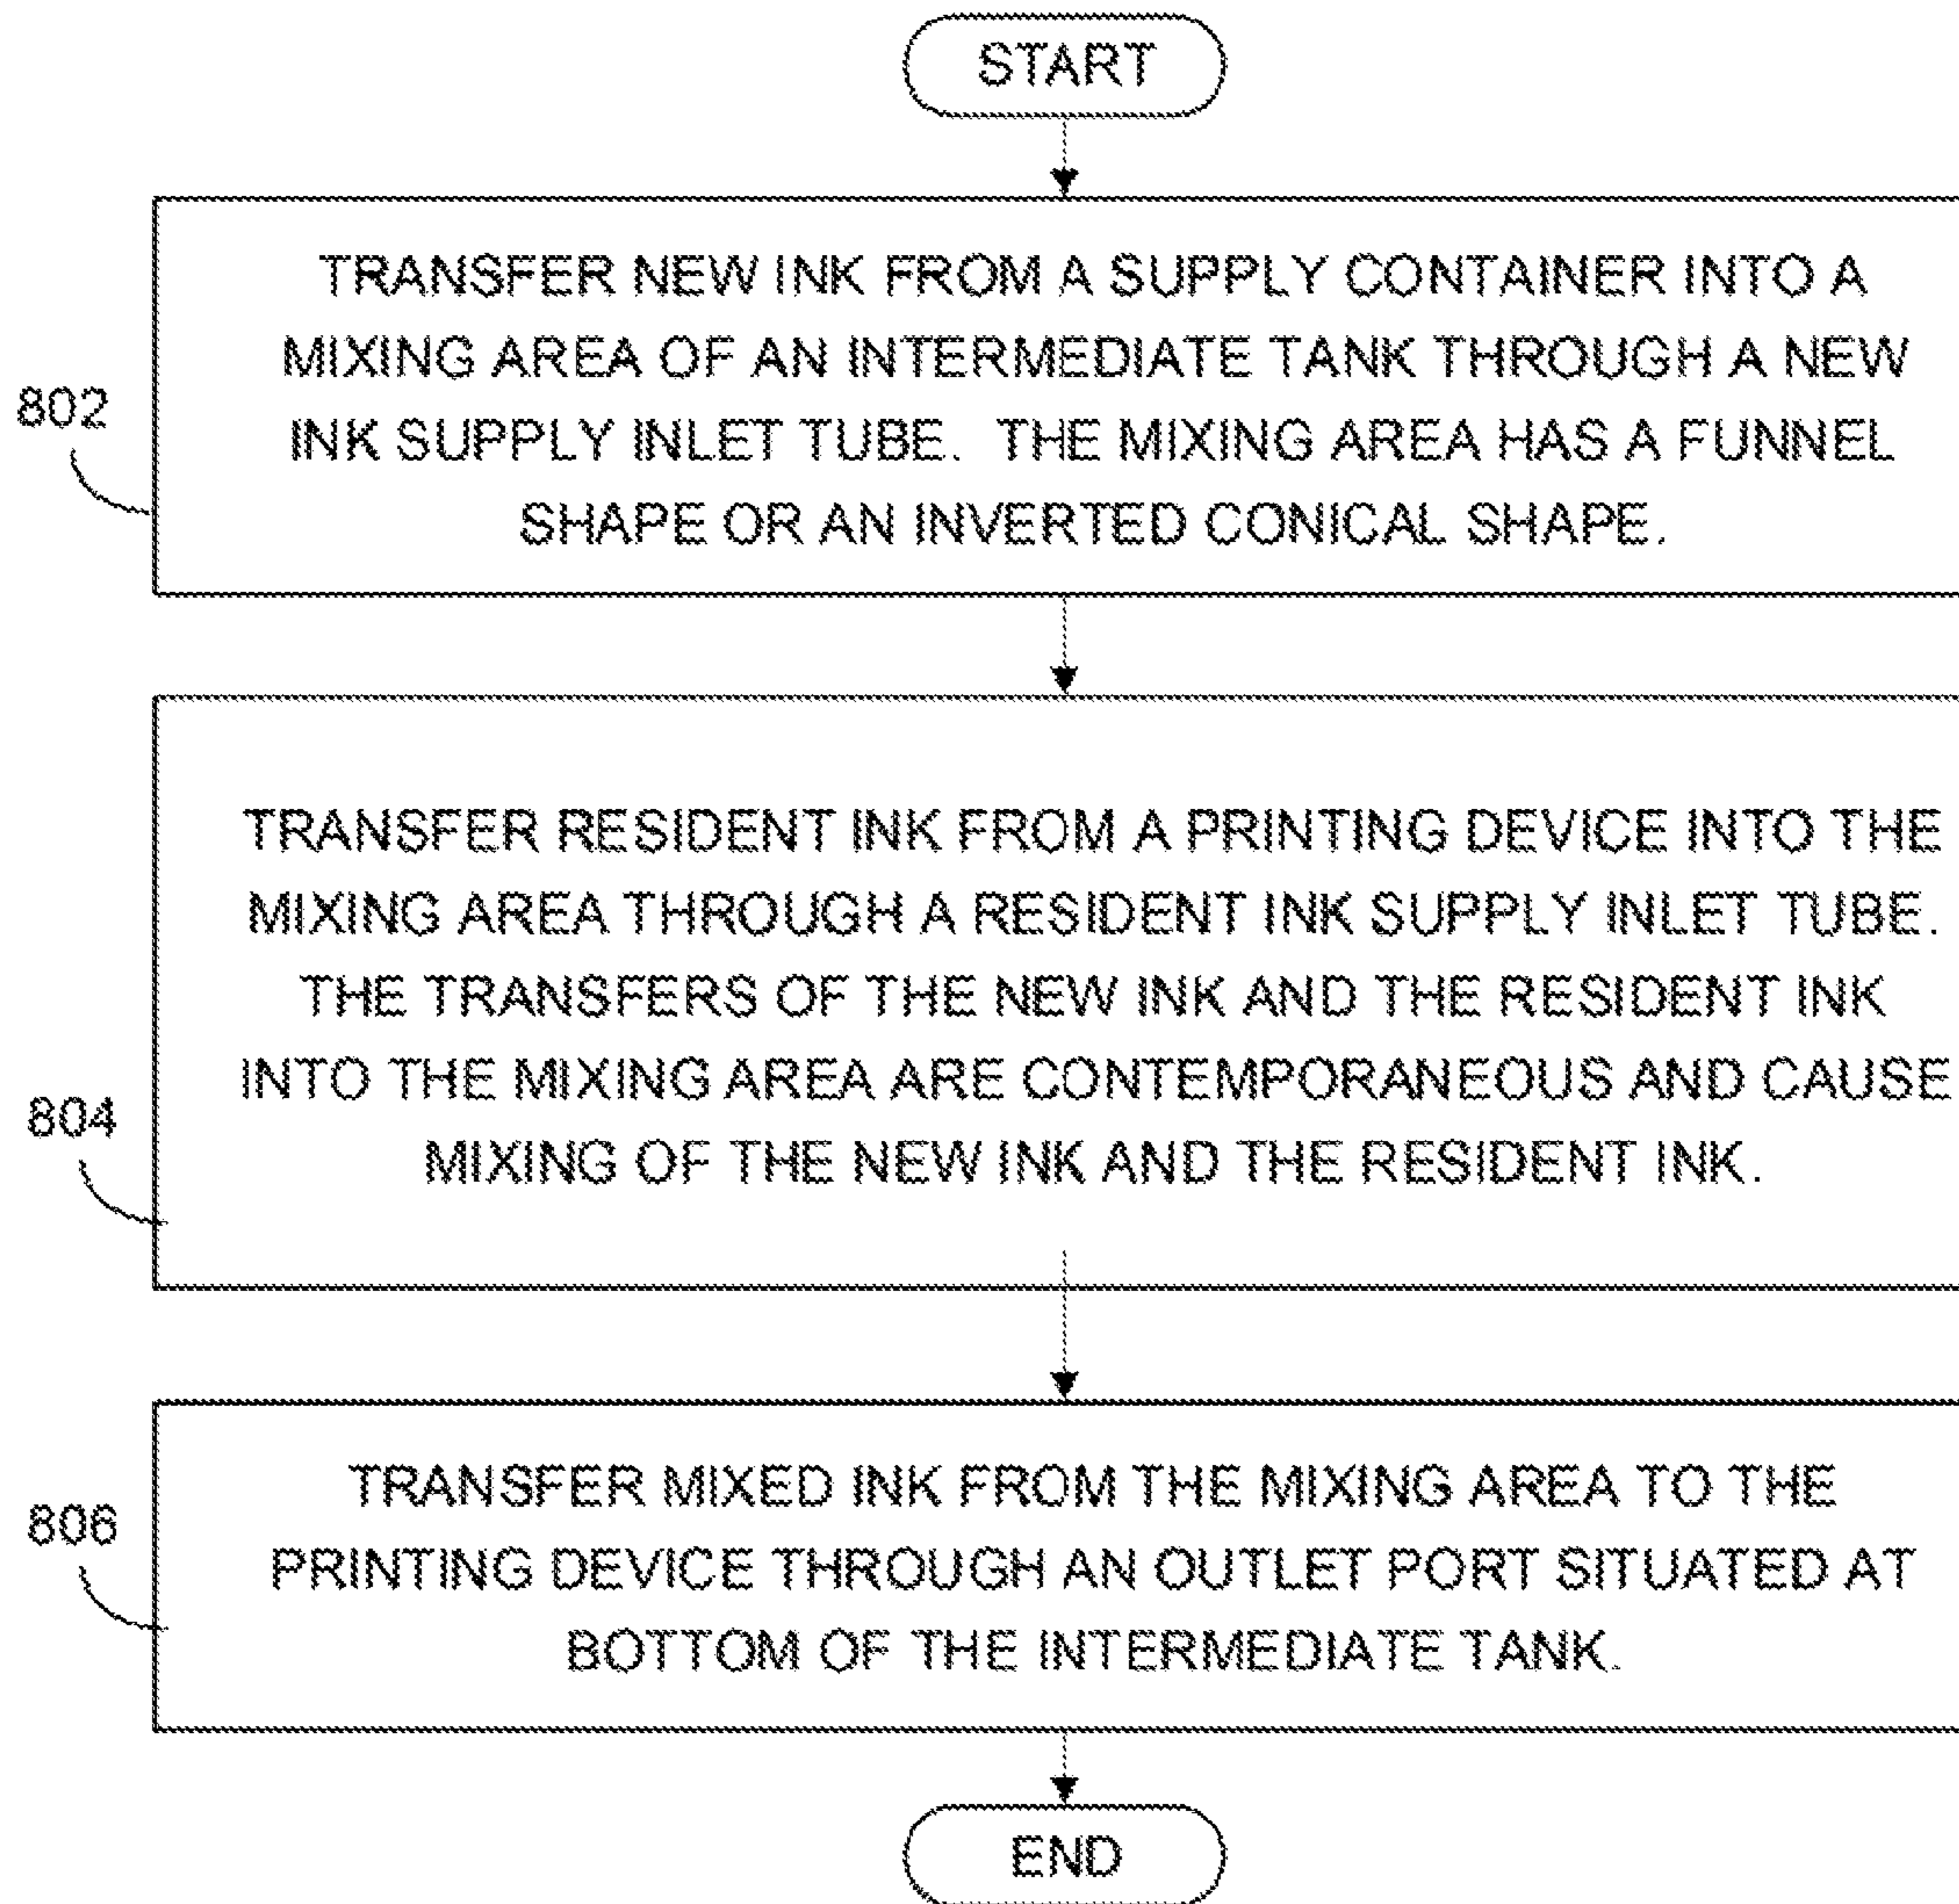 START
TRANSFER NEW INK FROM A SUPPLY CONTAINER INTO A
MIXING AREA OF AN INTERMEDIATE TANK THROUGH A NEW
INK SUPPLY INLET TUBE. THE MIXING AREA HAS A FUNNEL
SHAPE OR AN INVERTED CONICAL SHAPE.
802
TRANSFER RESIDENT INK FROM A PRINTING DEVICE INTO THE
MIXING AREA THROUGH A RESIDENT INK SUPPLY INLET TUBE.
THE TRANSFERS OF THE NEW INK AND THE RESIDENT INK
INTO THE MIXING AREA ARE CONTEMPORANEOUS AND CAUSE
MIXING OF THE NEW INK AND THE RESIDENT INK.
804
TRANSFER MIXED INK FROM THE MIXING AREA TO THE
PRINTING DEVICE THROUGH AN OUTLET PORT SITUATED AT
BOTTOM OF THE INTERMEDIATE TANK.
806
END